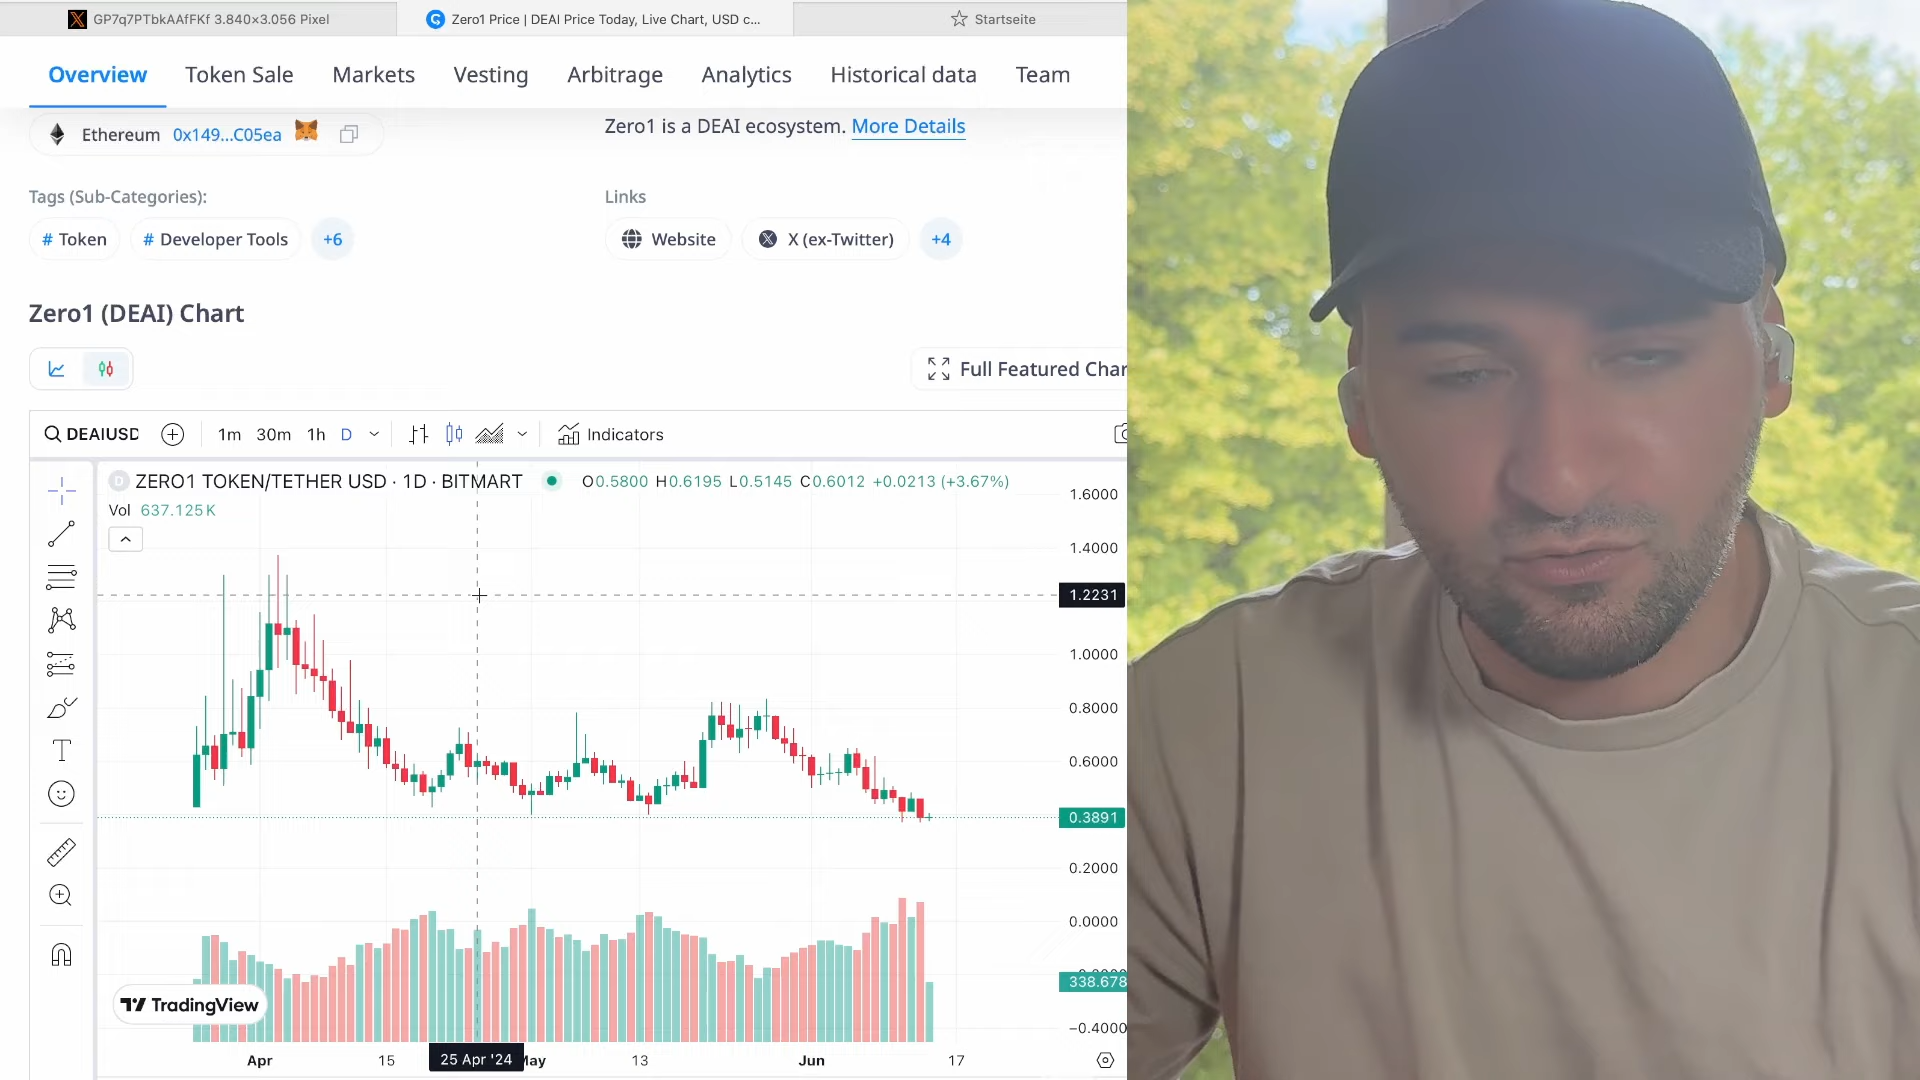 GP7q7PTbkAAfFKf 3.840×3.056 Pixel
Zero1 Price | DEAI Price Today, Live Chart, USD c...
Startseite
Overview Token Sale Markets Vesting Arbitrage Analytics Historical data Team
Ethereum 0x149...C05ea
Zero1 is a DEAI ecosystem. More Details
Tags (Sub-Categories):
Links
# Token # Developer Tools +6
Website X (ex-Twitter) +4
Zero1 (DEAI) Chart
Full Featured Char
DEAIUSD 1m 30m 1h D Indicators
D ZERO1 TOKEN/TETHER USD · 1D · BITMART O0.5800 H0.6195 L0.5145 C0.6012 +0.0213 (+3.67%)
Vol 637.125K
1.6000
1.4000
1.2231
1.0000
0.8000
0.6000
0.3891
0.2000
0.0000
338.678
−0.4000
TradingView
Apr 15 25 Apr '24 May 13 Jun 17